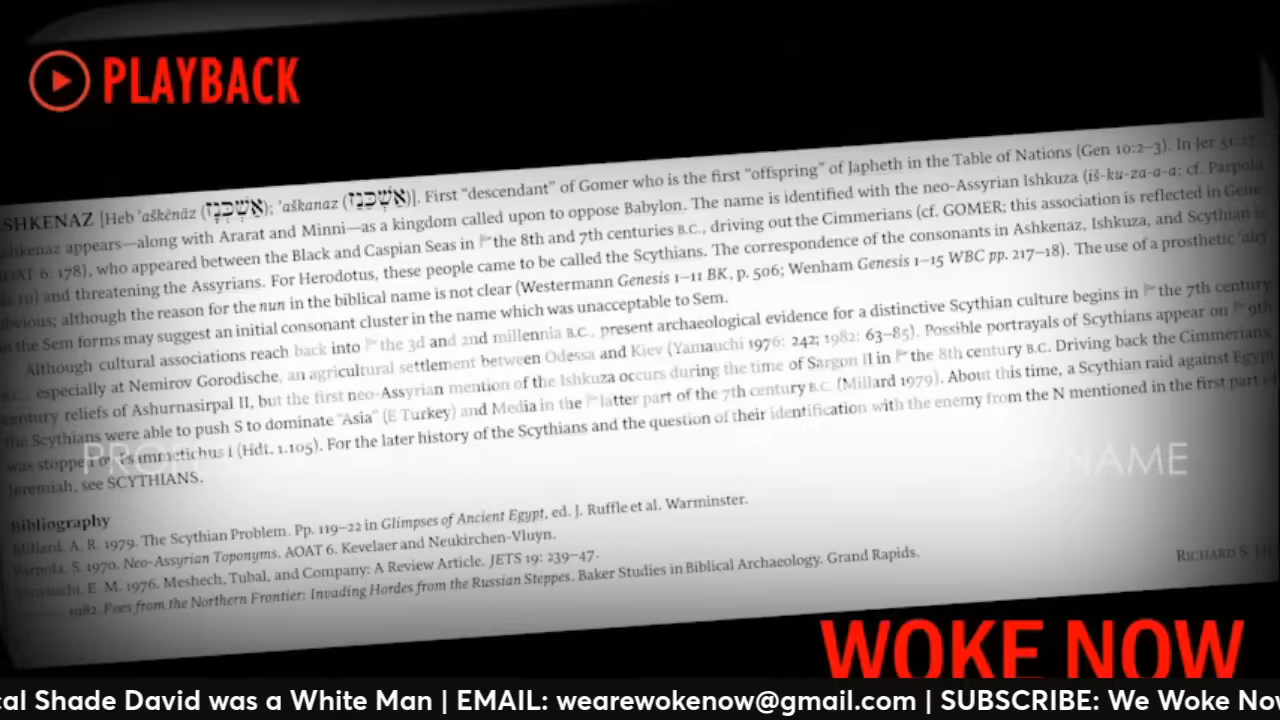 PLAYBACK
SHKENAZ [Heb ʾaškĕnāz (אַשְׁכְּנָז); ʾaškanaz (אַשְׁכֲּנַז)]. First “descendant” of Gomer who is the first “offspring” of Japheth in the Table of Nations (Gen 10:2–3). In Jer 51:27,
shkenaz appears—along with Ararat and Minni—as a kingdom called upon to oppose Babylon. The name is identified with the neo-Assyrian Ishkuza (iš-ku-za-a-a: cf. Parpola
OAT 6: 178), who appeared between the Black and Caspian Seas in the 8th and 7th centuries B.C., driving out the Cimmerians (cf. GOMER; this association is reflected in Gene
10) and threatening the Assyrians. For Herodotus, these people came to be called the Scythians. The correspondence of the consonants in Ashkenaz, Ishkuza, and Scythian is
bvious; although the reason for the nun in the biblical name is not clear (Westermann Genesis 1–11 BK, p. 506; Wenham Genesis 1–15 WBC pp. 217–18). The use of a prosthetic
n the Sem forms may suggest an initial consonant cluster in the name which was unacceptable to Sem.
Although cultural associations reach back into the 3d and 2nd millennia B.C., present archaeological evidence for a distinctive Scythian culture begins in the 7th century
B.C., especially at Nemirov Gorodische, an agricultural settlement between Odessa and Kiev (Yamauchi 1976: 242; 1982: 63–85). Possible portrayals of Scythians appear on 9th
century reliefs of Ashurnasirpal II, but the first neo-Assyrian mention of the Ishkuza occurs during the time of Sargon II in the 8th century B.C. Driving back the Cimmerians,
the Scythians were able to push S to dominate “Asia” (E Turkey) and Media in the latter part of the 7th century B.C. (Millard 1979). About this time, a Scythian raid against Egypt
was stopped by Psammetichus I (Hdt. 1.105). For the later history of the Scythians and the question of their identification with the enemy from the N mentioned in the first part of
Jeremiah, see SCYTHIANS.
NAME
Bibliography
Millard, A. R. 1979. The Scythian Problem. Pp. 119–22 in Glimpses of Ancient Egypt, ed. J. Ruffle et al. Warminster.
Parpola, S. 1970. Neo-Assyrian Toponyms. AOAT 6. Kevelaer and Neukirchen-Vluyn.
Yamauchi, E. M. 1976. Meshech, Tubal, and Company: A Review Article. JETS 19: 239–47.
1982. Foes from the Northern Frontier: Invading Hordes from the Russian Steppes. Baker Studies in Biblical Archaeology. Grand Rapids.
RICHARD S.
WOKE NOW
cal Shade David was a White Man | EMAIL: wearewokenow@gmail.com | SUBSCRIBE: We Woke Now